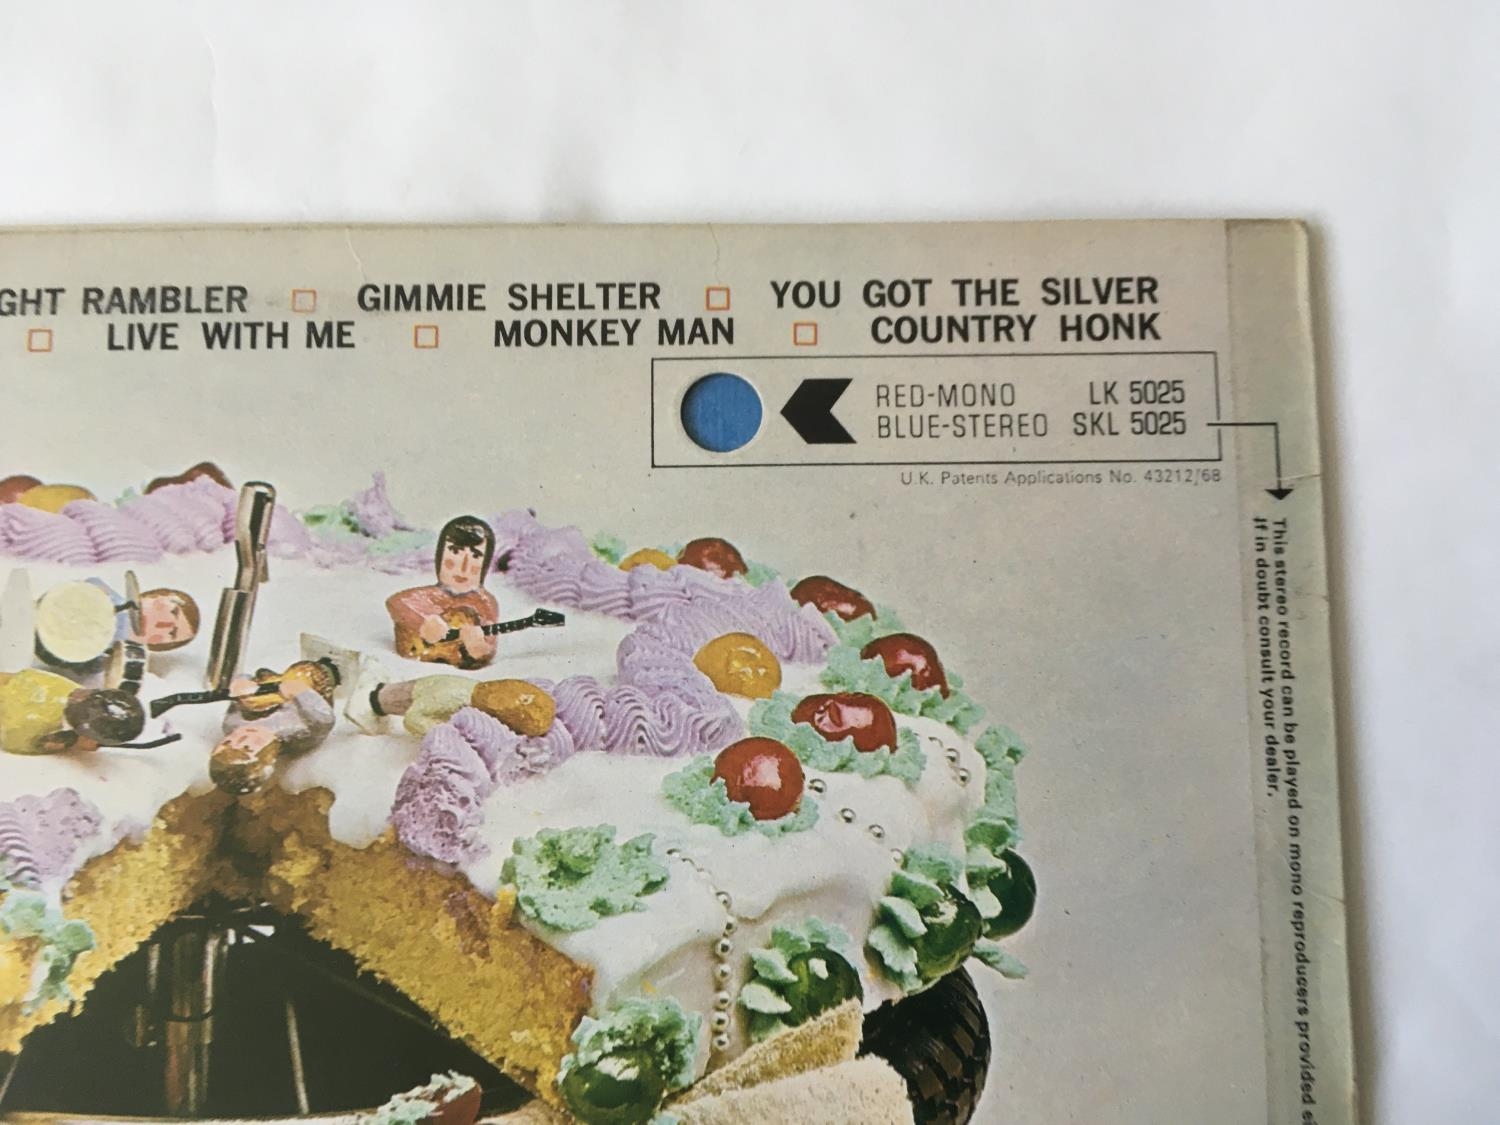 GHT RAMBLER □ GIMMIE SHELTER □ YOU GOT THE SILVER
□ LIVE WITH ME □ MONKEY MAN □ COUNTRY HONK
RED-MONO LK 5025
BLUE-STEREO SKL 5025
U.K. Patents Applications No. 43212/68
This stereo record can be played on mono reproducers provided
If in doubt consult your dealer.